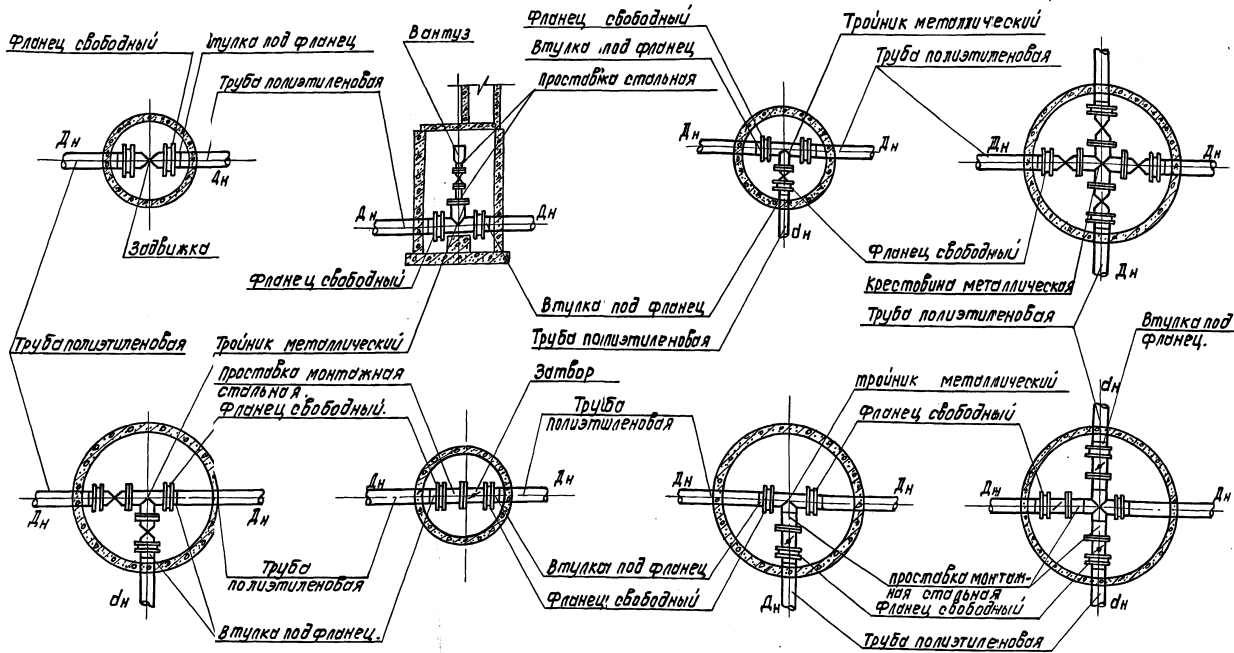 Фланец свободный
втулка под фланец
Вантуз
Фланец свободный
Тройник металлический
Втулка под фланец
Труба полиэтиленовая
Труба полиэтиленовая
Проставка стальная
Дн
Дн
Дн
Дн
Дн
Дн
Дн
Дн
dн
Задвижка
Фланец свободный
Фланец свободный
Дн
Крестовина металлическая
Втулка под фланец
Труба полиэтиленовая
Втулка под
фланец.
Труба полиэтиленовая
Тройник металлический
Труба полиэтиленовая
Проставка монтажная
стальная.
Затвор
тройник металлический
dн
Фланец свободный.
Труба
полиэтиленовая
Фланец свободный
Дн
Дн
Дн
Дн
Дн
Дн
Дн
Дн
Труба
полиэтиленовая
Втулка под фланец
проставка монтаж-
ная стальная
dн
Фланец свободный
Дн
Фланец свободный
dн
Втулка под фланец.
Труба полиэтиленовая